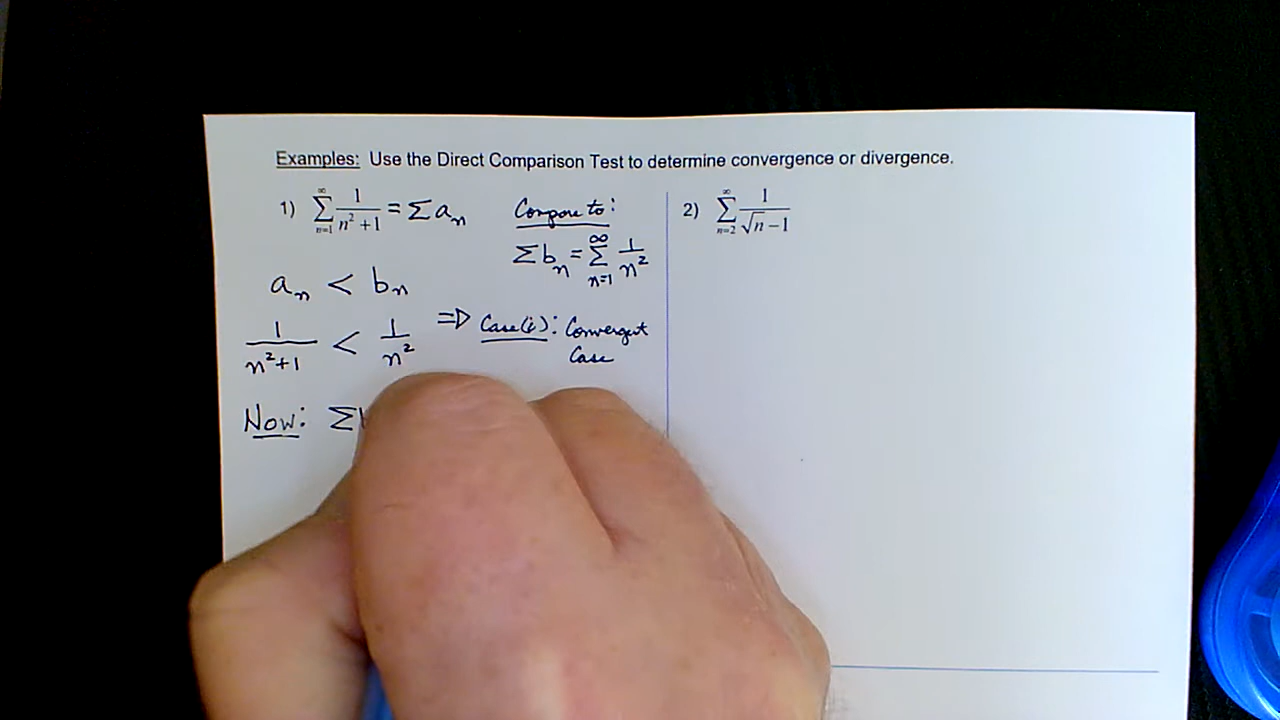 Examples: Use the Direct Comparison Test to determine convergence or divergence.
1) ∞ Σ n=1 1/(n²+1) = Σ aₙ
Compare to:
Σ bₙ = ∞ Σ n=1 1/n²
aₙ < bₙ
1/(n²+1) < 1/n²
⇒ Case(i): Convergent
Case
Now: Σ
2) ∞ Σ n=2 1/(√n −1)